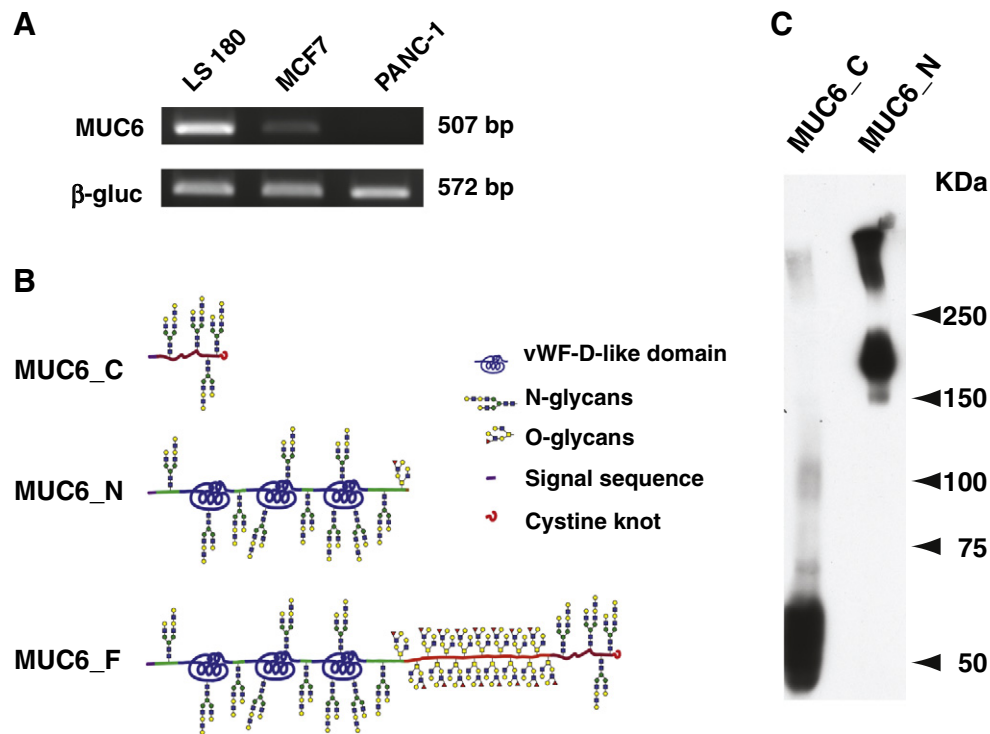 A
LS 180
MCF7
PANC-1
MUC6
507 bp
β-gluc
572 bp
B
MUC6_C
MUC6_N
MUC6_F
vWF-D-like domain
N-glycans
O-glycans
Signal sequence
Cystine knot
C
MUC6_C
MUC6_N
KDa
250
150
100
75
50